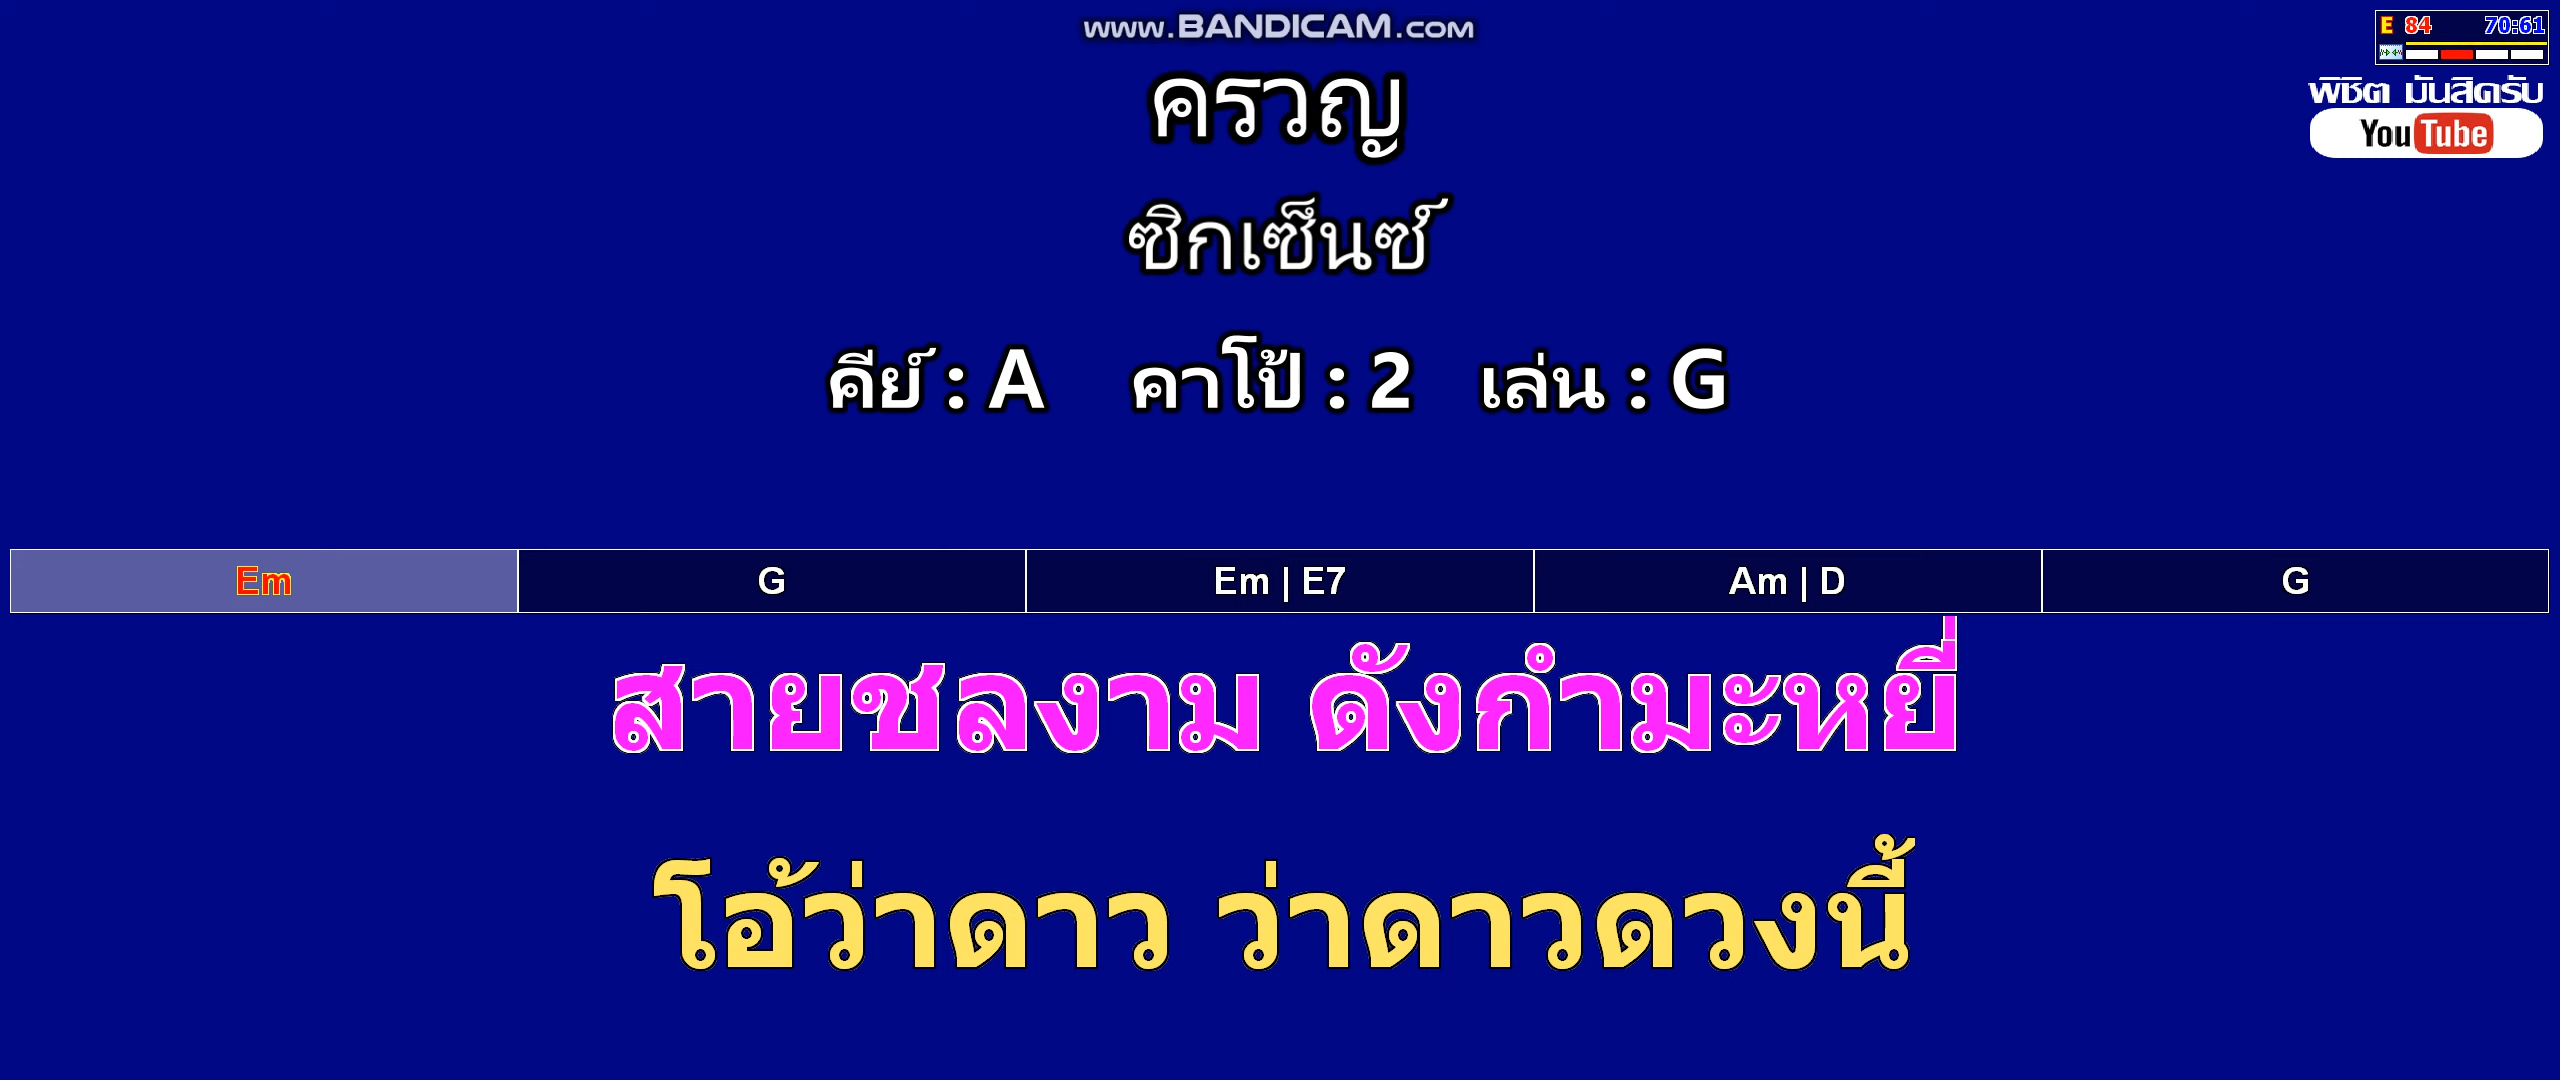 www.BANDICAM.com
E 84 70:61
พิชิต มันสิครับ
YouTube
ครวญ
ซิกเซ็นซ์
คีย์ : A คาโป้ : 2 เล่น : G
Em G Em | E7 Am | D G
สายชลงาม ดังกำมะหยี่
โอ้ว่าดาว ว่าดาวดวงนี้